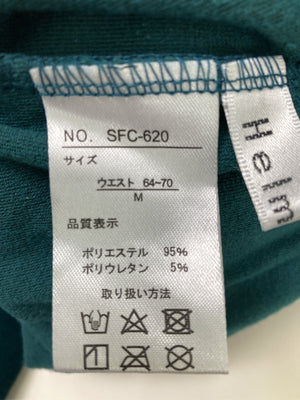 NO. SFC-620
サイズ
ウエスト 64~70
M
品質表示
ポリエステル 95%
ポリウレタン 5%
取り扱い方法